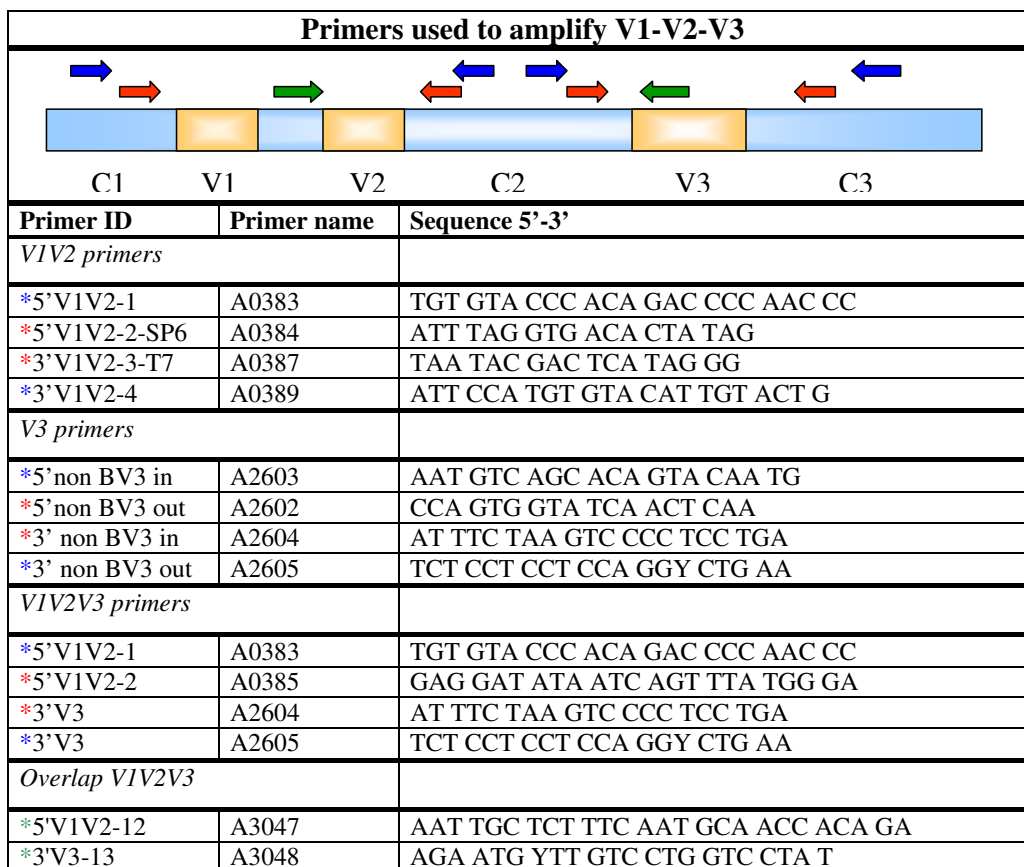 Primers used to amplify V1-V2-V3
C1 V1 V2 C2 V3 C3
Primer ID Primer name Sequence 5’-3’
V1V2 primers
*5’V1V2-1 A0383 TGT GTA CCC ACA GAC CCC AAC CC
*5’V1V2-2-SP6 A0384 ATT TAG GTG ACA CTA TAG
*3’V1V2-3-T7 A0387 TAA TAC GAC TCA TAG GG
*3’V1V2-4 A0389 ATT CCA TGT GTA CAT TGT ACT G
V3 primers
*5’non BV3 in A2603 AAT GTC AGC ACA GTA CAA TG
*5’non BV3 out A2602 CCA GTG GTA TCA ACT CAA
*3’ non BV3 in A2604 AT TTC TAA GTC CCC TCC TGA
*3’ non BV3 out A2605 TCT CCT CCT CCA GGY CTG AA
V1V2V3 primers
*5’V1V2-1 A0383 TGT GTA CCC ACA GAC CCC AAC CC
*5’V1V2-2 A0385 GAG GAT ATA ATC AGT TTA TGG GA
*3’V3 A2604 AT TTC TAA GTC CCC TCC TGA
*3’V3 A2605 TCT CCT CCT CCA GGY CTG AA
Overlap V1V2V3
*5'V1V2-12 A3047 AAT TGC TCT TTC AAT GCA ACC ACA GA
*3'V3-13 A3048 AGA ATG YTT GTC CTG GTC CTA T